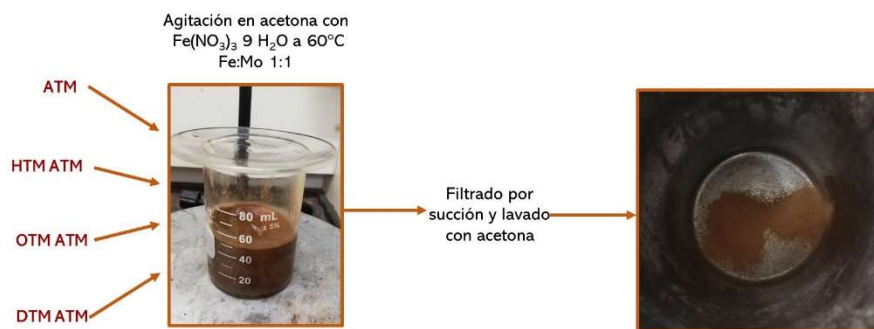 Agitación en acetona con
Fe(NO₃)₃ 9 H₂O a 60°C
Fe:Mo 1:1
ATM
HTM ATM
OTM ATM
DTM ATM
80 mL
± 5%
60
40
20
Filtrado por
succión y lavado
con acetona